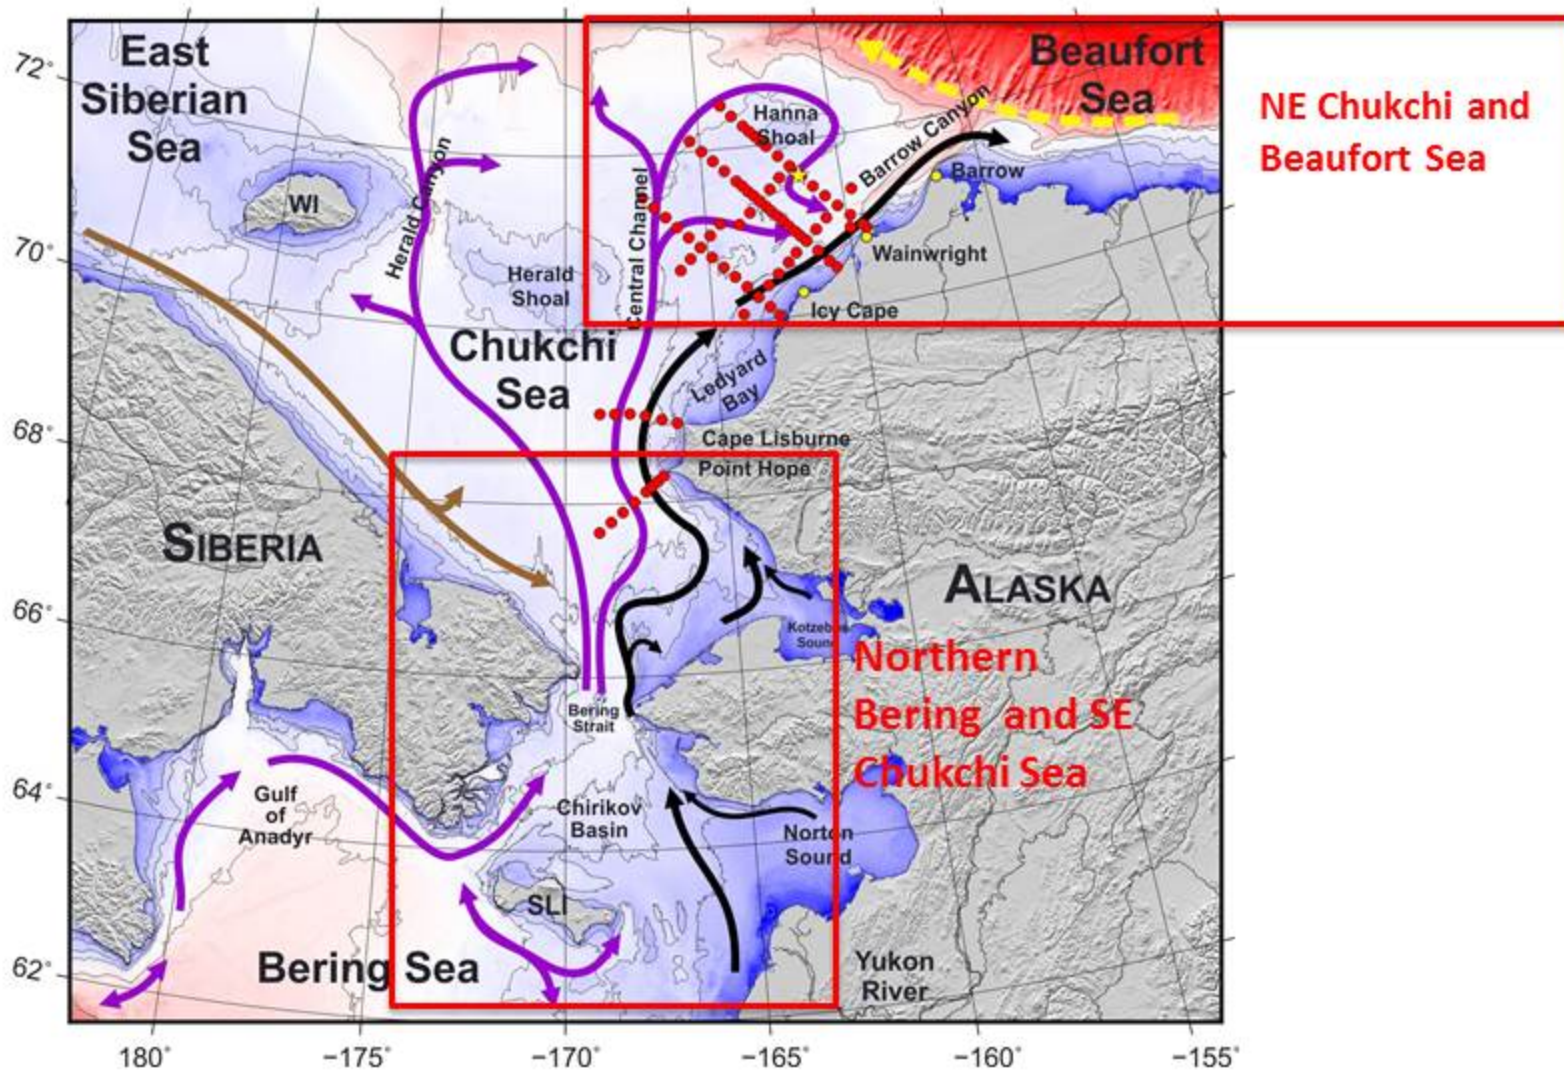 East
Siberian
Sea
Beaufort
Sea
NE Chukchi and
Beaufort Sea
Hanna
Shoal
Barrow Canyon
Barrow
WI
Herald Canyon
Central Channel
Wainwright
Herald
Shoal
Icy Cape
Chukchi
Sea
Ledyard
Bay
Cape Lisburne
Point Hope
SIBERIA
ALASKA
Kotzebue
Sound
Northern
Bering and SE
Chukchi Sea
Bering
Strait
Gulf
of
Anadyr
Chirikov
Basin
Norton
Sound
SLI
Bering Sea
Yukon
River
72°
70°
68°
66°
64°
62°
180°
−175°
−170°
−165°
−160°
−155°